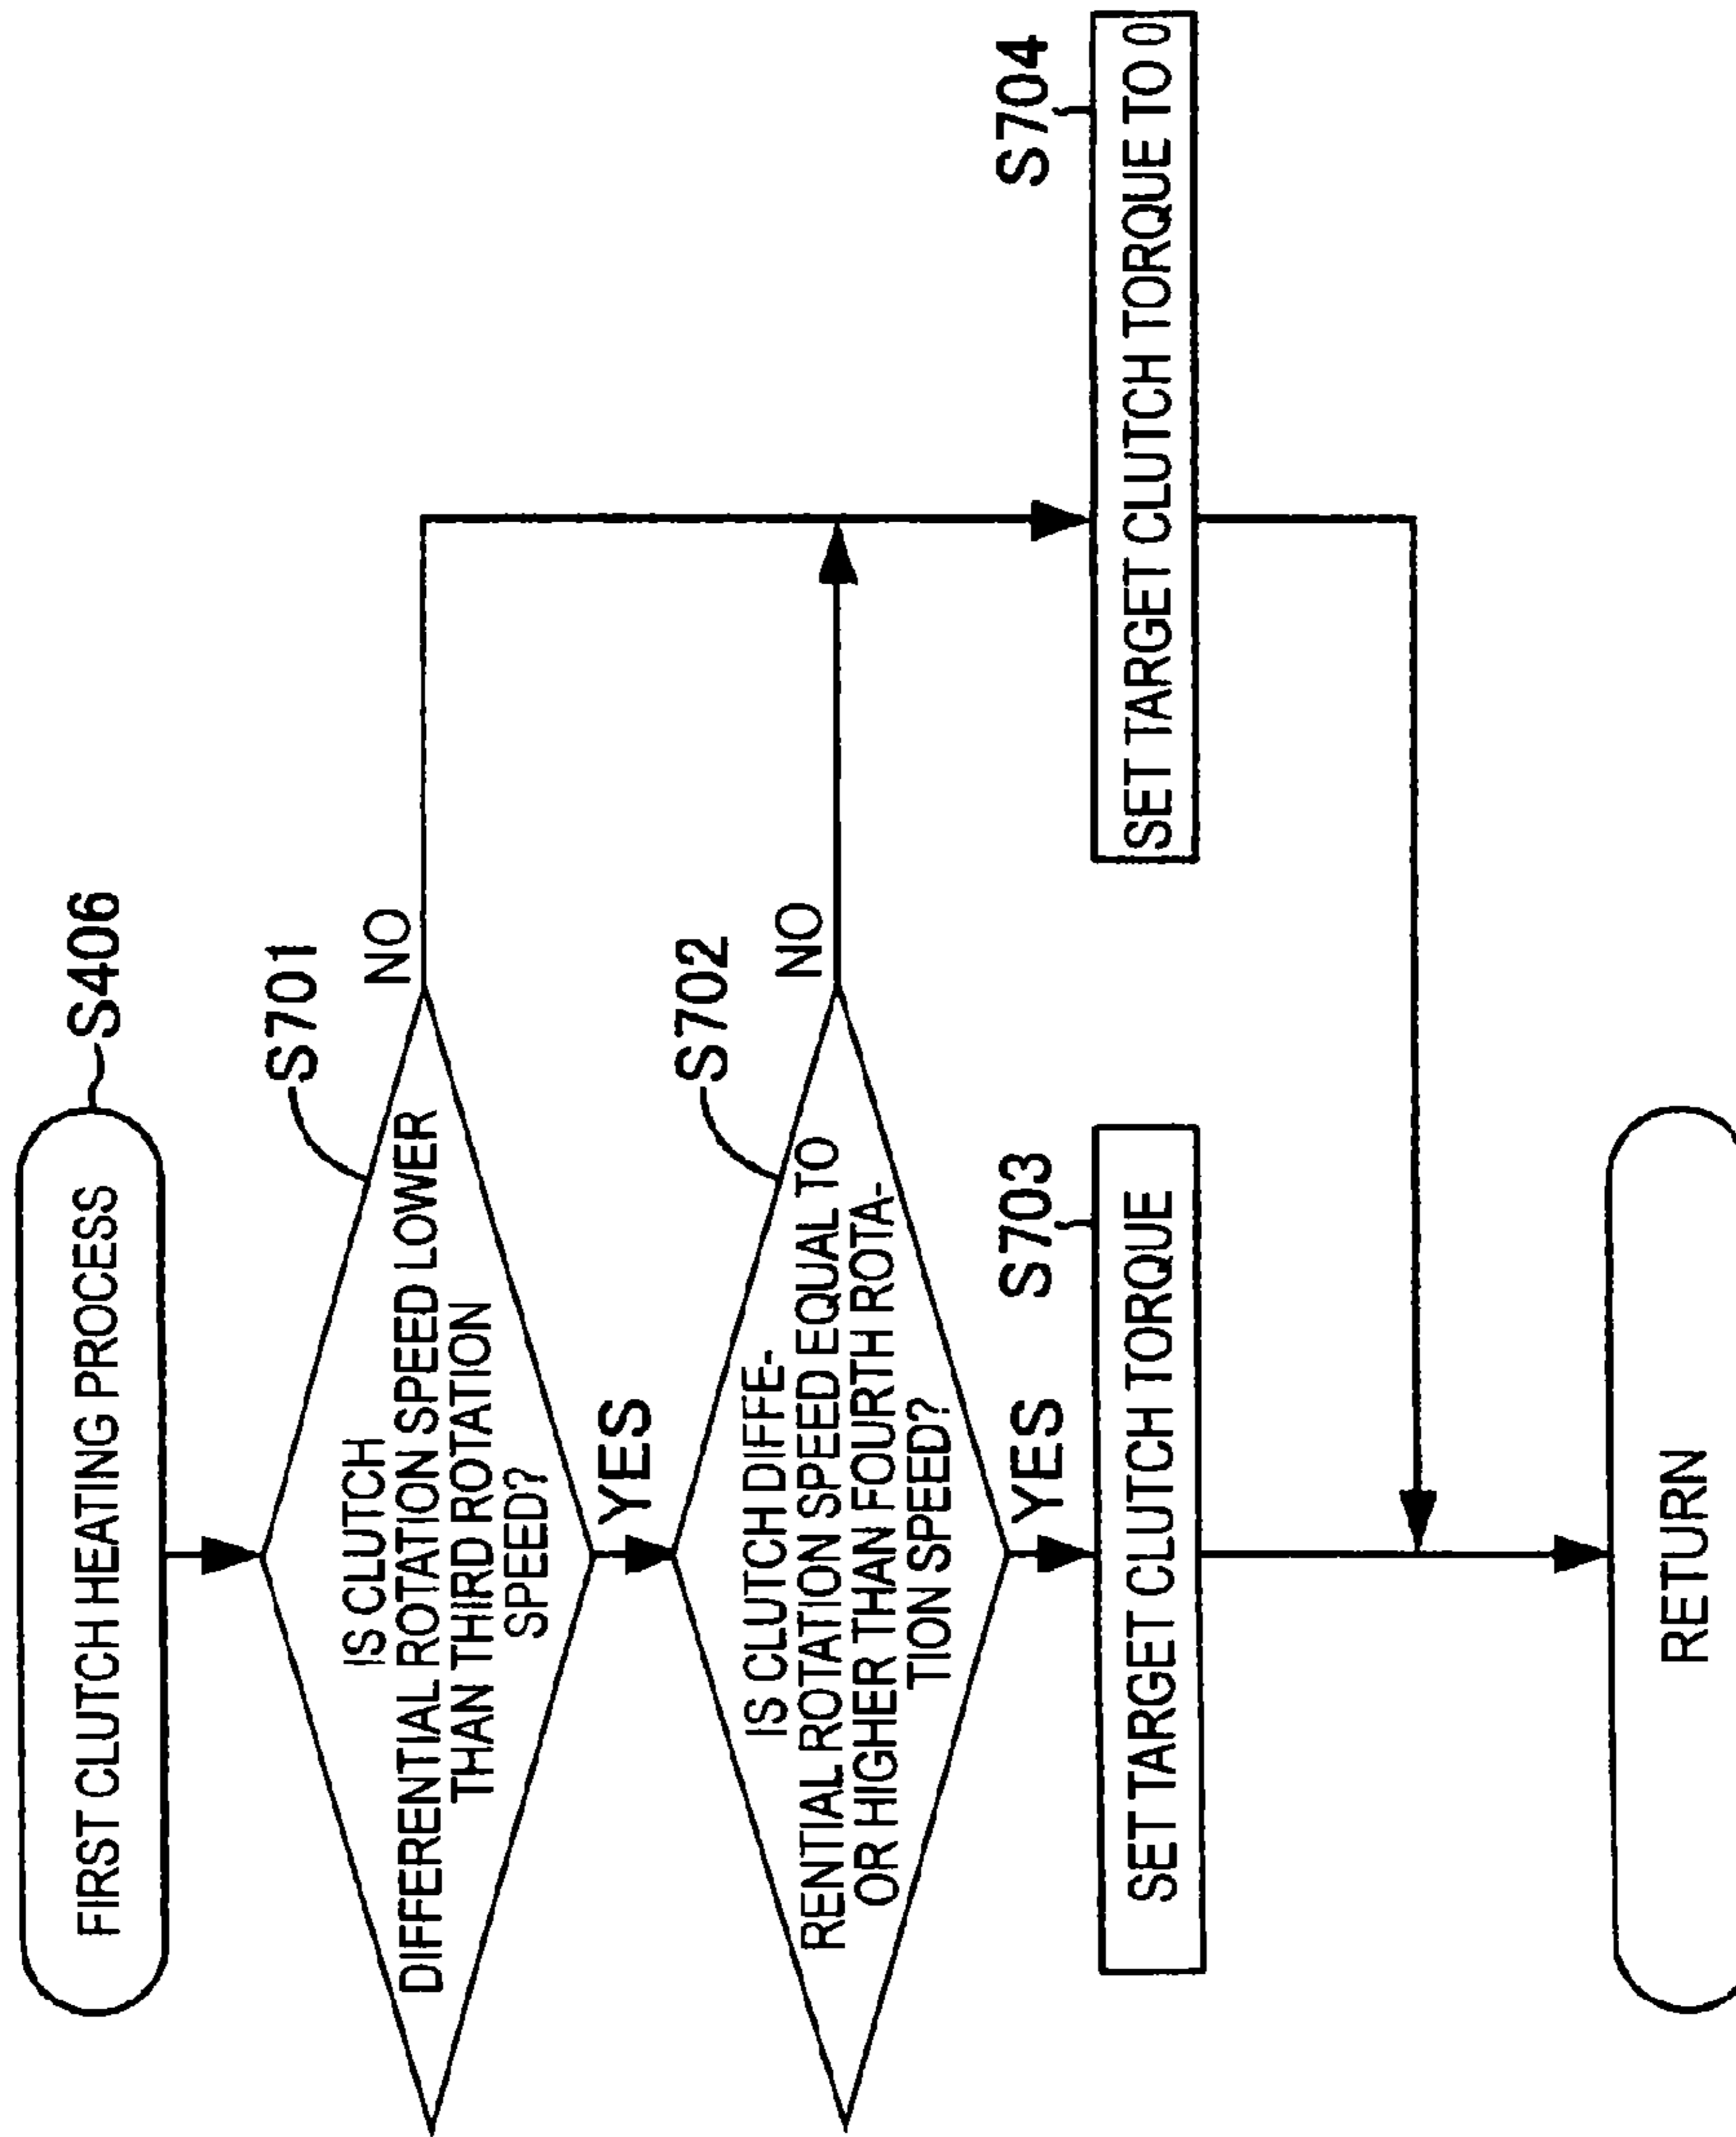 FIRST CLUTCH HEATING PROCESS
S406
S701
IS CLUTCH
DIFFERENTIAL ROTATION SPEED LOWER
THAN THIRD ROTATION
SPEED?
NO
YES
S702
IS CLUTCH DIFFE-
RENTIAL ROTATION SPEED EQUAL TO
OR HIGHER THAN FOURTH ROTA-
TION SPEED?
NO
YES
S703
SET TARGET CLUTCH TORQUE
S704
SET TARGET CLUTCH TORQUE TO 0
RETURN